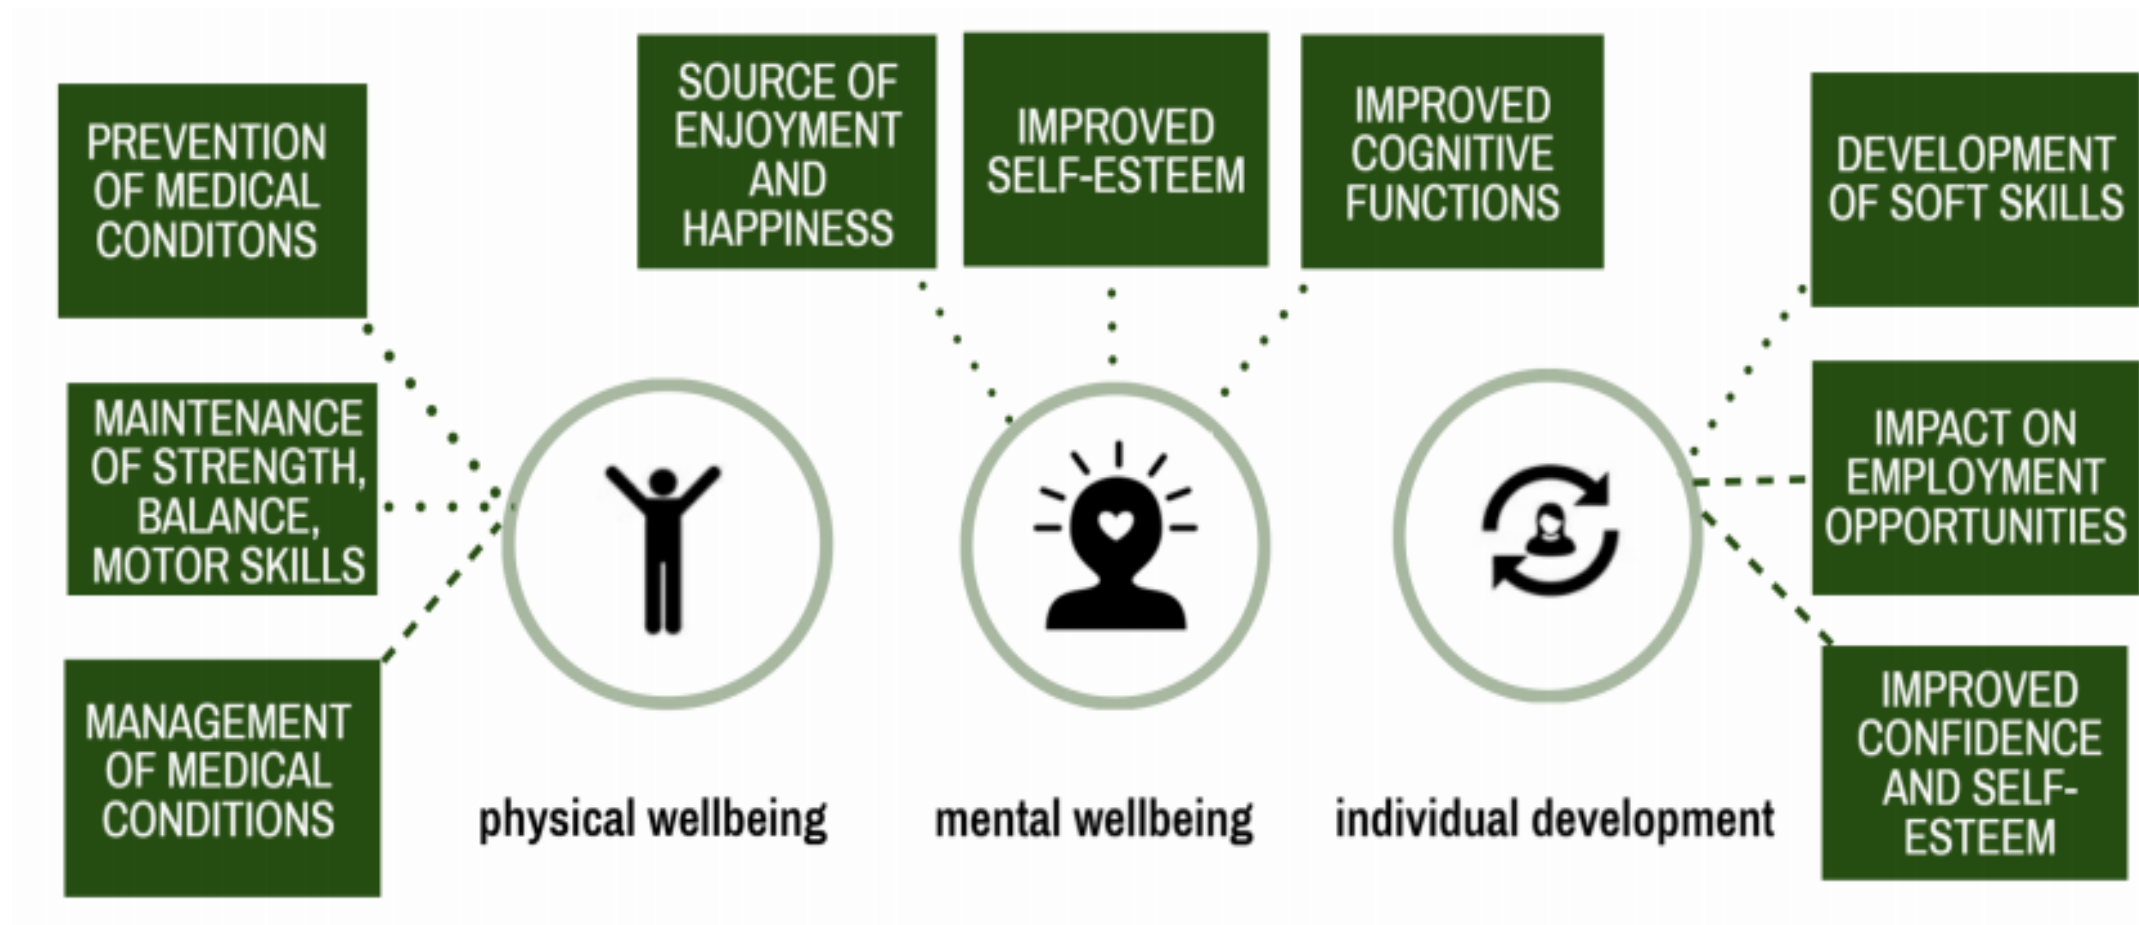 PREVENTION
OF MEDICAL
CONDITONS
MAINTENANCE
OF STRENGTH,
BALANCE,
MOTOR SKILLS
MANAGEMENT
OF MEDICAL
CONDITIONS
physical wellbeing
SOURCE OF
ENJOYMENT
AND
HAPPINESS
IMPROVED
SELF-ESTEEM
IMPROVED
COGNITIVE
FUNCTIONS
mental wellbeing
DEVELOPMENT
OF SOFT SKILLS
IMPACT ON
EMPLOYMENT
OPPORTUNITIES
IMPROVED
CONFIDENCE
AND SELF-
ESTEEM
individual development